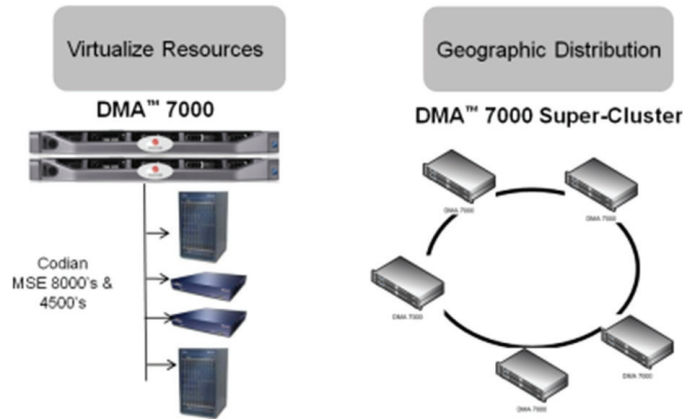 Virtualize Resources
DMA™ 7000
Codian
MSE 8000's &
4500's
Geographic Distribution
DMA™ 7000 Super-Cluster
DMA 7000
DMA 7000
DMA 7000
DMA 7000
DMA 7000